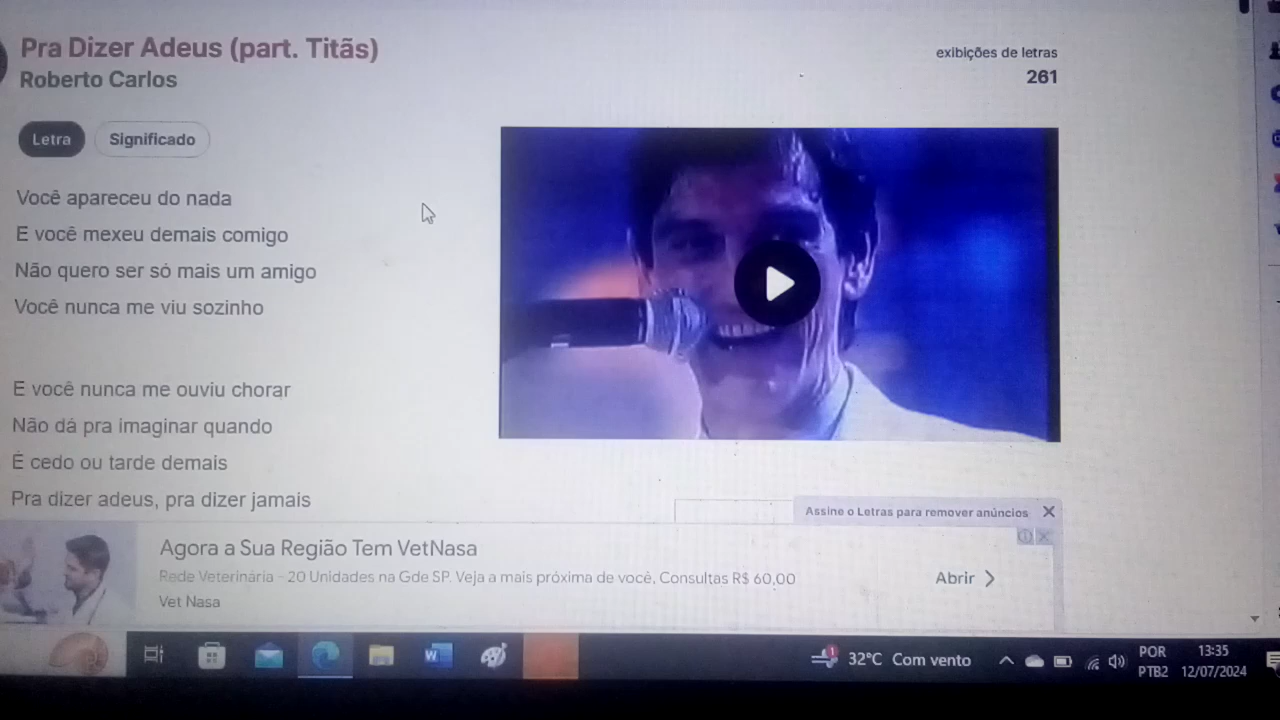 Pra Dizer Adeus (part. Titãs)
Roberto Carlos
exibições de letras
261
Letra
Significado
Você apareceu do nada
E você mexeu demais comigo
Não quero ser só mais um amigo
Você nunca me viu sozinho
E você nunca me ouviu chorar
Não dá pra imaginar quando
É cedo ou tarde demais
Pra dizer adeus, pra dizer jamais
Assine o Letras para remover anúncios
Agora a Sua Região Tem VetNasa
Rede Veterinária - 20 Unidades na Gde SP. Veja a mais próxima de você, Consultas R$ 60,00
Vet Nasa
Abrir
W
1
32°C Com vento
POR
PTB2
13:35
12/07/2024